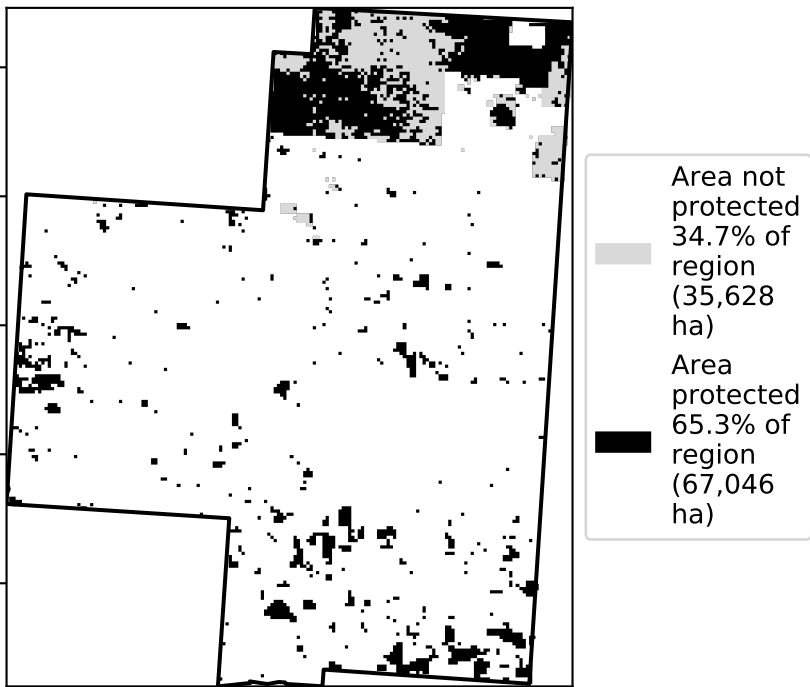 Area not
protected
34.7% of
region
(35,628
ha)
Area
protected
65.3% of
region
(67,046
ha)